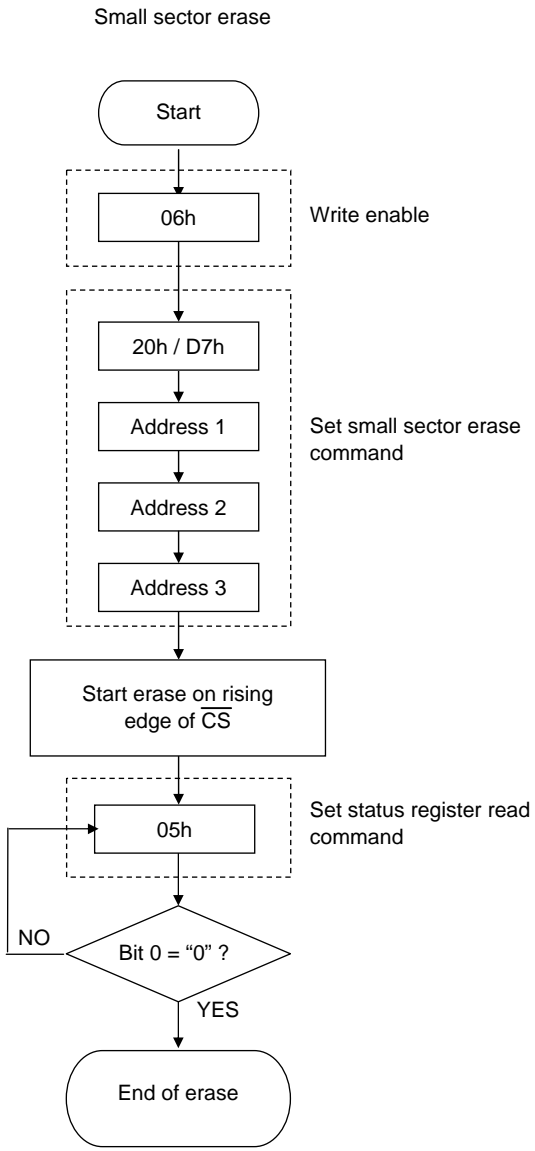 Small sector erase
Start
06h
Write enable
20h / D7h
Address 1
Set small sector erase
command
Address 2
Address 3
Start erase on rising
edge of C̅S̅
Set status register read
command
05h
NO
Bit 0 = “0” ?
YES
End of erase